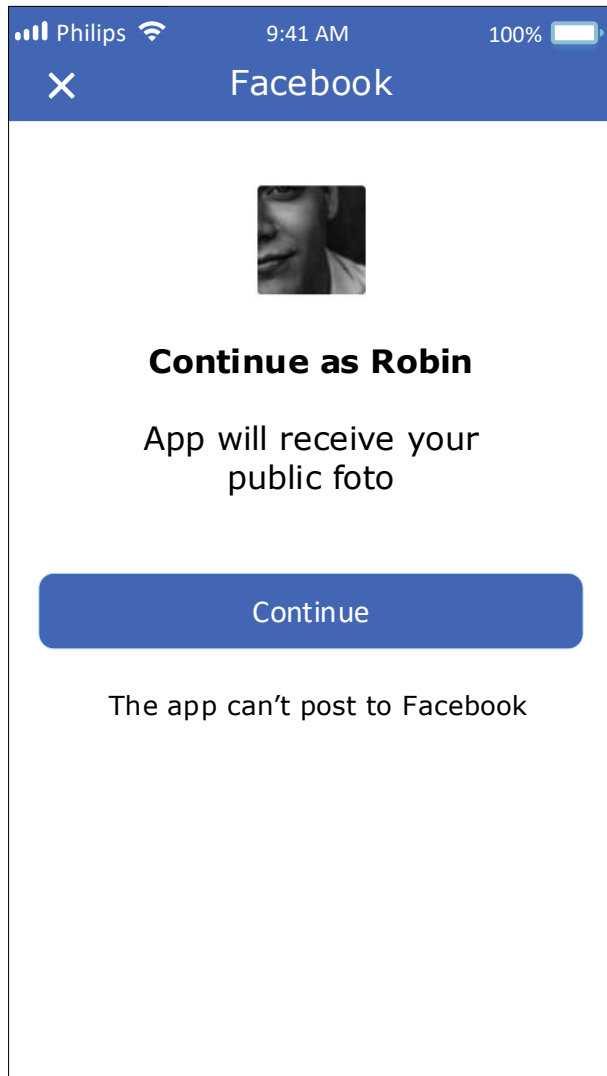 Philips 9:41 AM 100%
Facebook
Continue as Robin
App will receive your
public foto
Continue
The app can’t post to Facebook